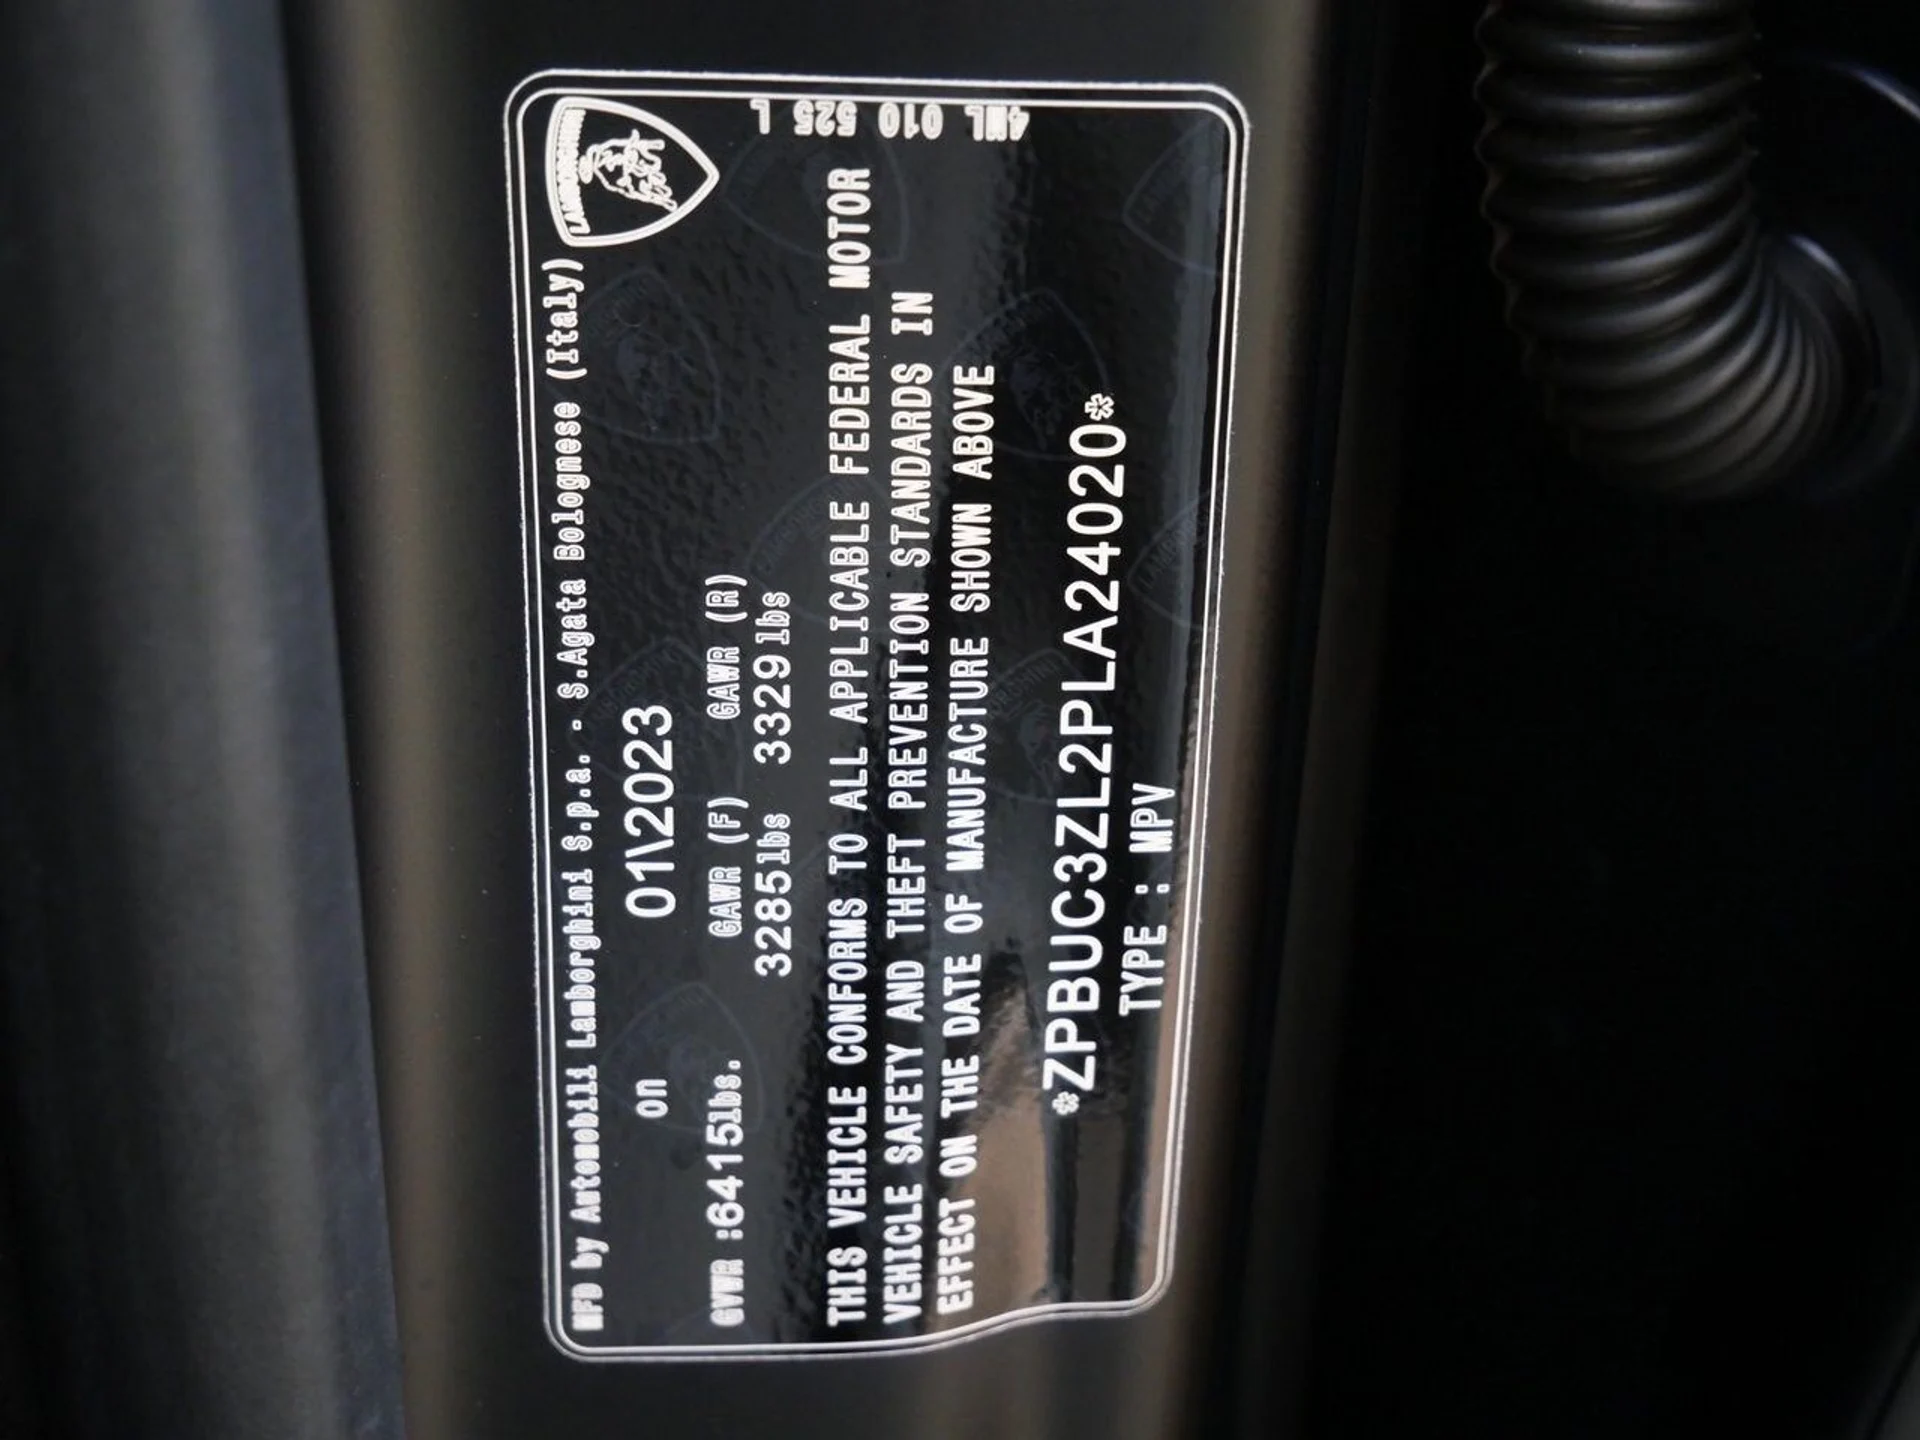 MFD by Automobili Lamborghini S.p.a. - S.Agata Bolognese (Italy)
LAMBORGHINI
on 01\2023
GVWR :6415lbs. GAWR (F) GAWR (R)
3285lbs 3329lbs
THIS VEHICLE CONFORMS TO ALL APPLICABLE FEDERAL MOTOR
VEHICLE SAFETY AND THEFT PREVENTION STANDARDS IN
EFFECT ON THE DATE OF MANUFACTURE SHOWN ABOVE
*ZPBUC3ZL2PLA24020*
TYPE : MPV
4ML 010 525 L